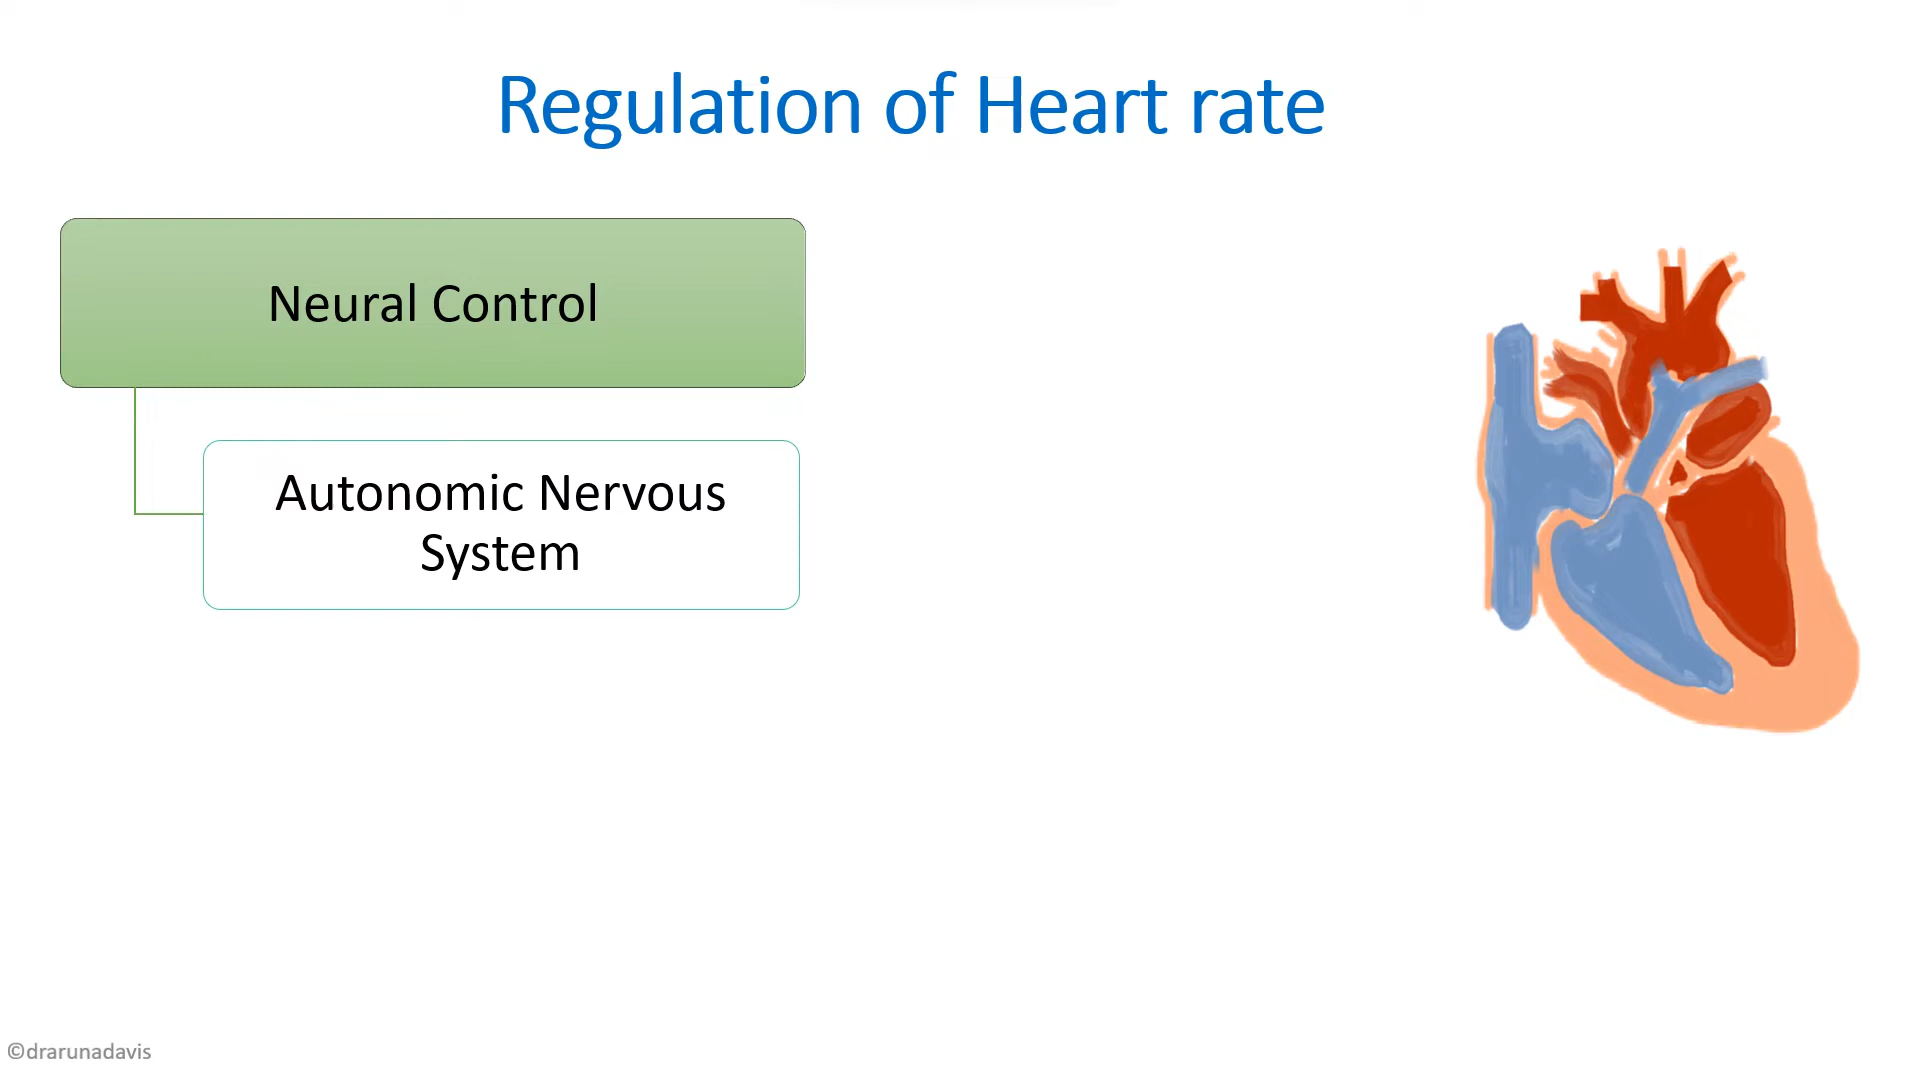 Regulation of Heart rate
Neural Control
Autonomic Nervous
System
©drarunadavis